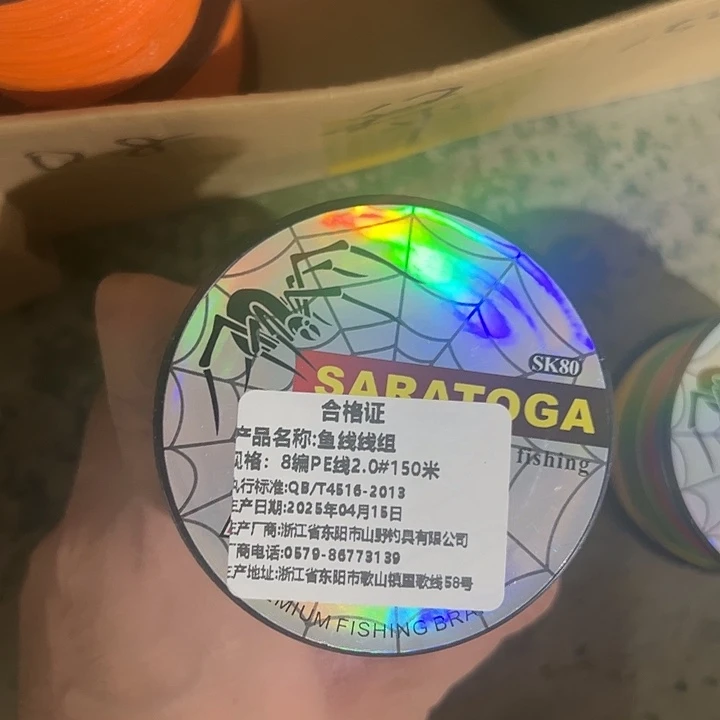 08
SK80
SARATOGA
fishing
合格证
产品名称:鱼线线组
规格: 8编PE线2.0#150米
执行标准:QB/T4516-2013
生产日期:2025年04月15日
生产厂商:浙江省东阳市山野钓具有限公司
厂商电话:0579-86773139
生产地址:浙江省东阳市歌山镇星歌线58号
MIUM FISHING BRA